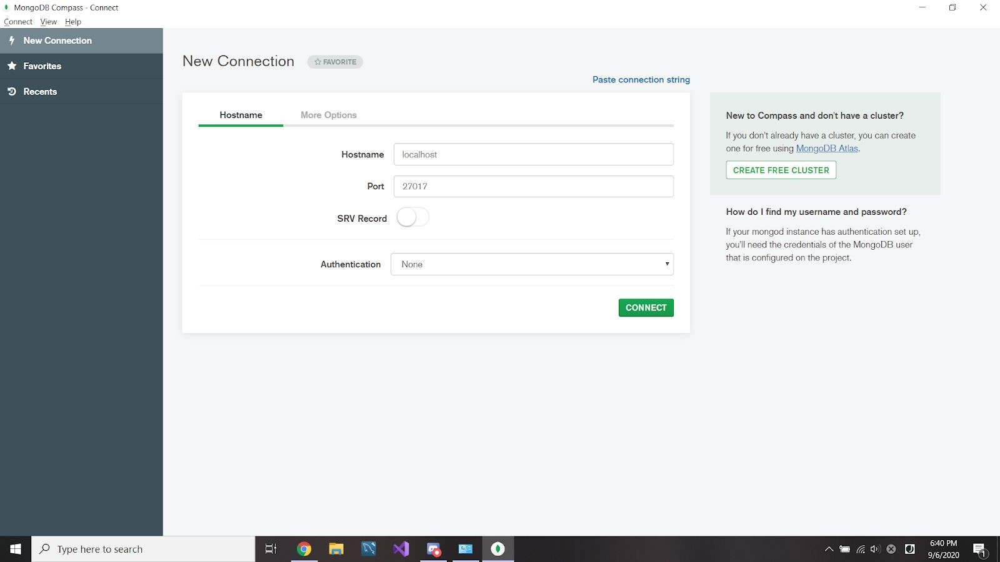 MongoDB Compass - Connect
Connect View Help
New Connection
Favorites
Recents
New Connection
FAVORITE
Paste connection string
Hostname
More Options
Hostname
localhost
Port
27017
SRV Record
Authentication
None
CONNECT
New to Compass and don't have a cluster?
If you don't already have a cluster, you can create
one for free using MongoDB Atlas.
CREATE FREE CLUSTER
How do I find my username and password?
If your mongod instance has authentication set up,
you'll need the credentials of the MongoDB user
that is configured on the project.
Type here to search
6:40 PM
9/6/2020
1